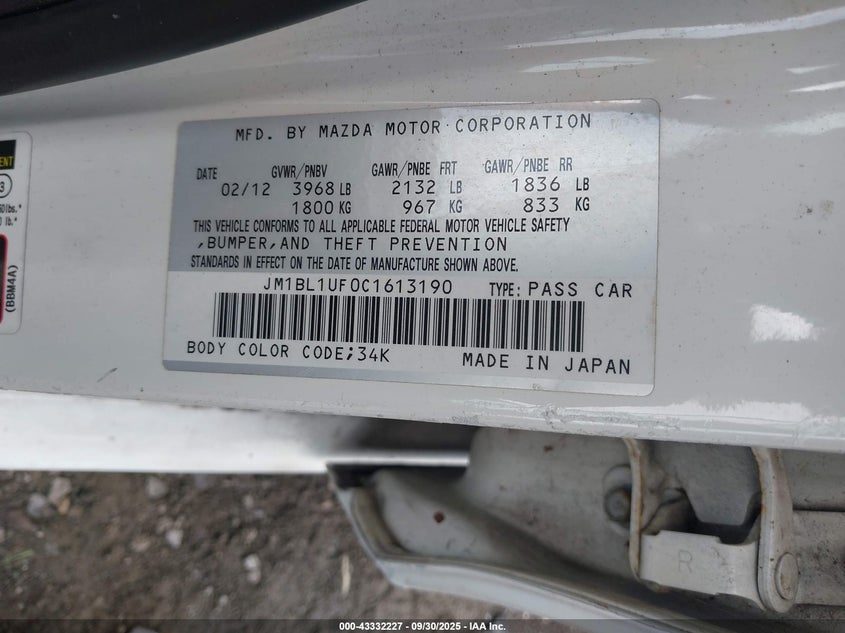 MFD. BY MAZDA MOTOR CORPORATION
DATE GVWR/PNBV GAWR/PNBE FRT GAWR/PNBE RR
02/12 3968 LB 2132 LB 1836 LB
1800 KG 967 KG 833 KG
THIS VEHICLE CONFORMS TO ALL APPLICABLE FEDERAL MOTOR VEHICLE SAFETY
,BUMPER,AND THEFT PREVENTION
STANDARDS IN EFFECT ON THE DATE OF MANUFACTURE SHOWN ABOVE.
JM1BL1UF0C1613190 TYPE: PASS CAR
BODY COLOR CODE;34K MADE IN JAPAN
(BBM4A)
R
000-43332227 - 09/30/2025 - IAA Inc.